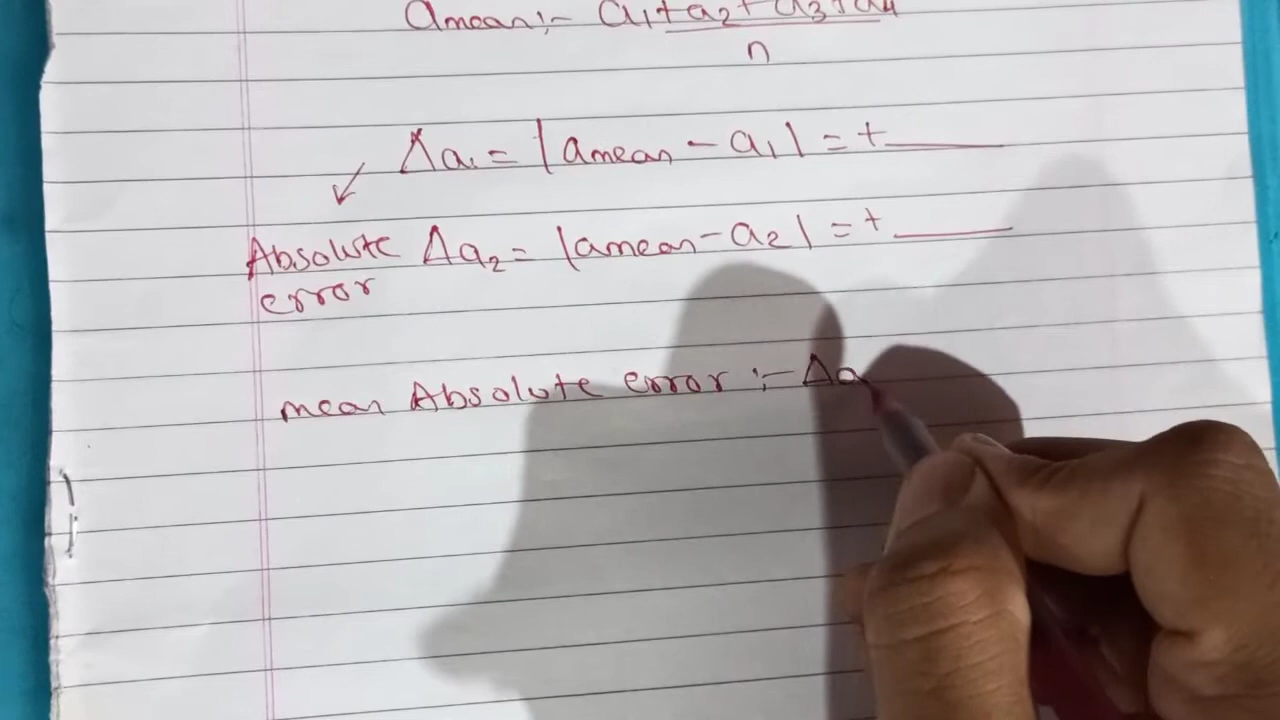 amean:- a1+a2+a3+a4
n
Δa1 = |amean - a1| = +____
Absolute Δa2 = |amean - a2| = +____
error
mean Absolute error :- Δa